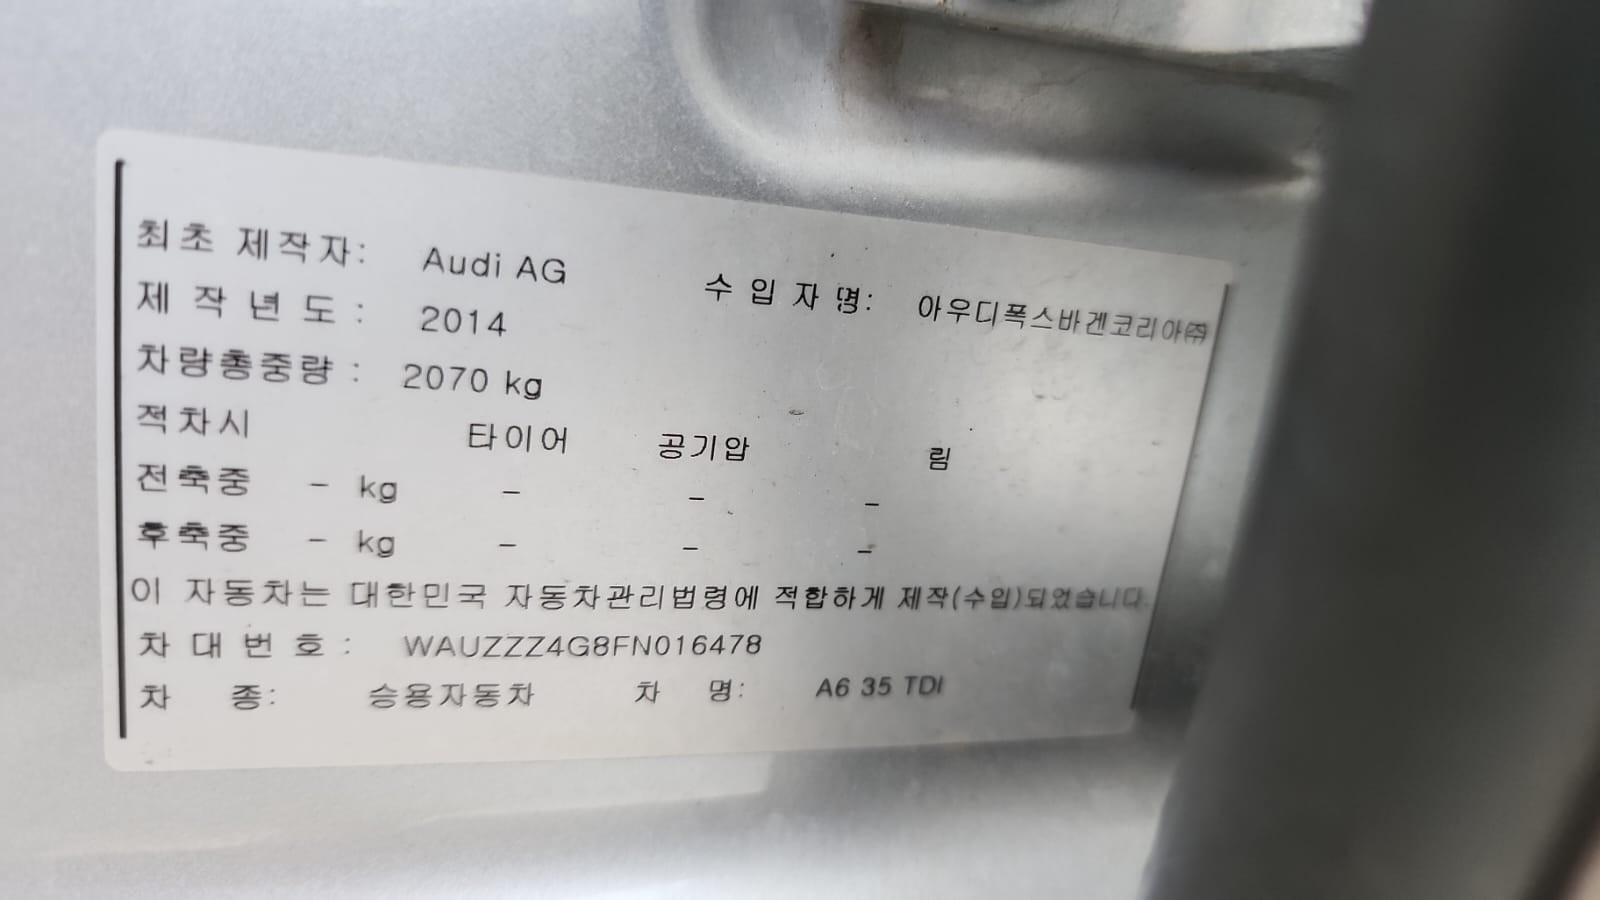 최초 제작자: Audi AG 수입자명: 아우디폭스바겐코리아㈜
제작년도: 2014
차량총중량: 2070 kg
적차시 타이어 공기압 림
전축중 - kg - - -
후축중 - kg - - -
이 자동차는 대한민국 자동차관리법령에 적합하게 제작(수입)되었습니다.
차대번호: WAUZZZ4G8FN016478
차 종: 승용자동차 차 명: A6 35 TDI